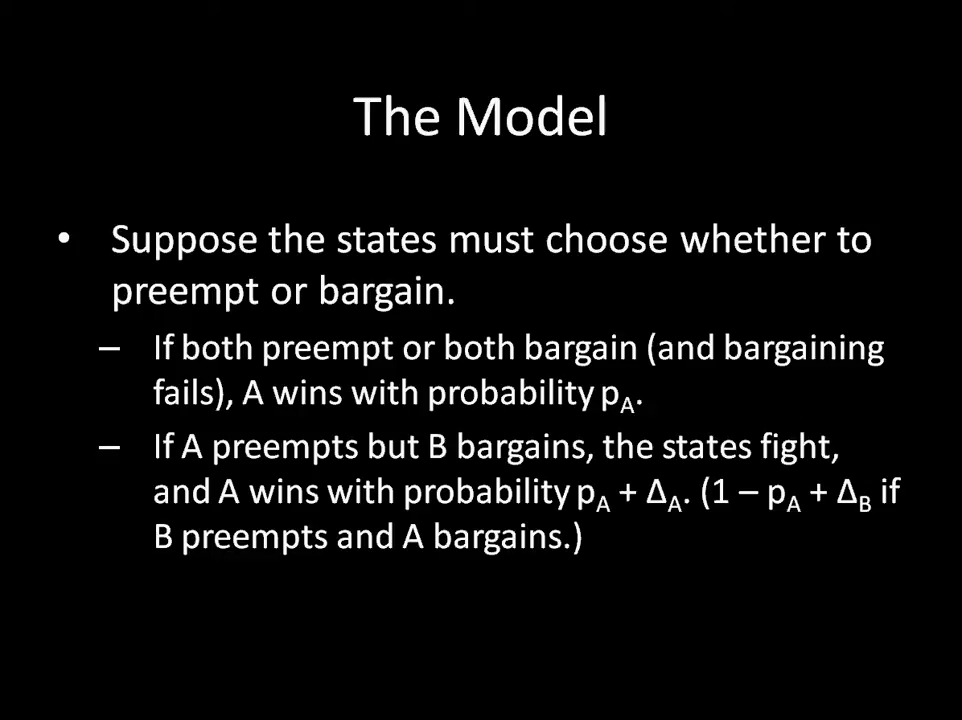 The Model
• Suppose the states must choose whether to
preempt or bargain.
– If both preempt or both bargain (and bargaining
fails), A wins with probability p_A.
– If A preempts but B bargains, the states fight,
and A wins with probability p_A + Δ_A. (1 – p_A + Δ_B if
B preempts and A bargains.)